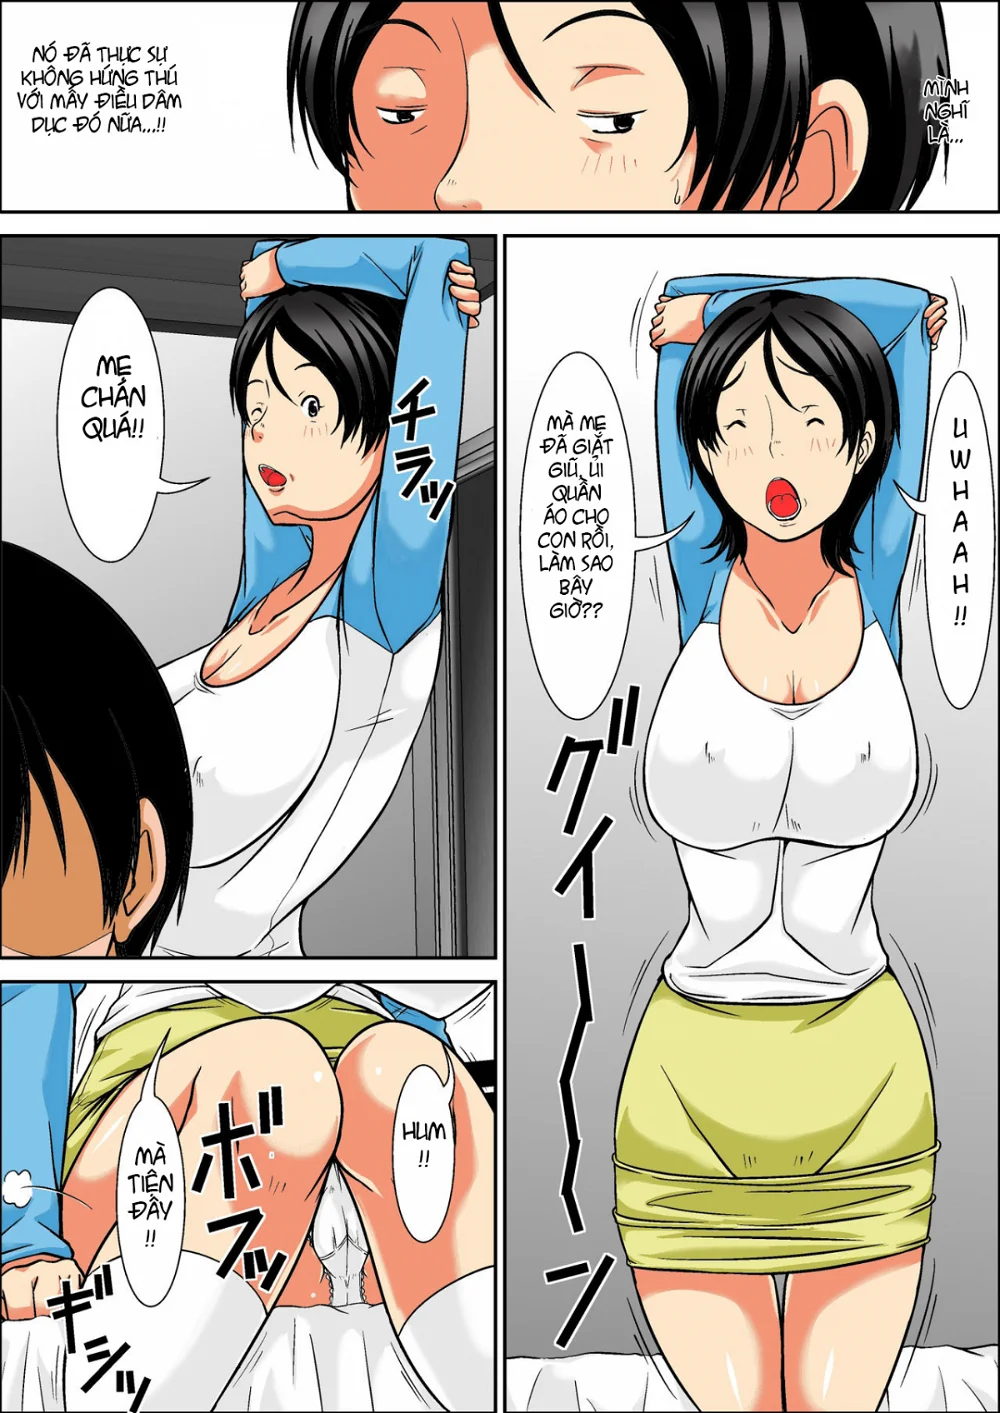 MÌNH
NGHĨ
LÀ...
NÓ ĐÃ THỰC SỰ
KHÔNG HỨNG THÚ
VỚI MẤY ĐIỀU DÂM
DỤC ĐÓ NỮA...!!
MẸ
CHÁN
QUÁ!!
チラッ
UWHAAH!!
MÀ MẸ
ĐÃ GIẶT
GIŨ, ỦI
QUẦN
ÁO CHO
CON RỒI,
LÀM SAO
BÂY
GIỜ??
グイーン
HUM
!!
MÀ
TIỆN
ĐÂY
!!
ボフッ
ギシッ